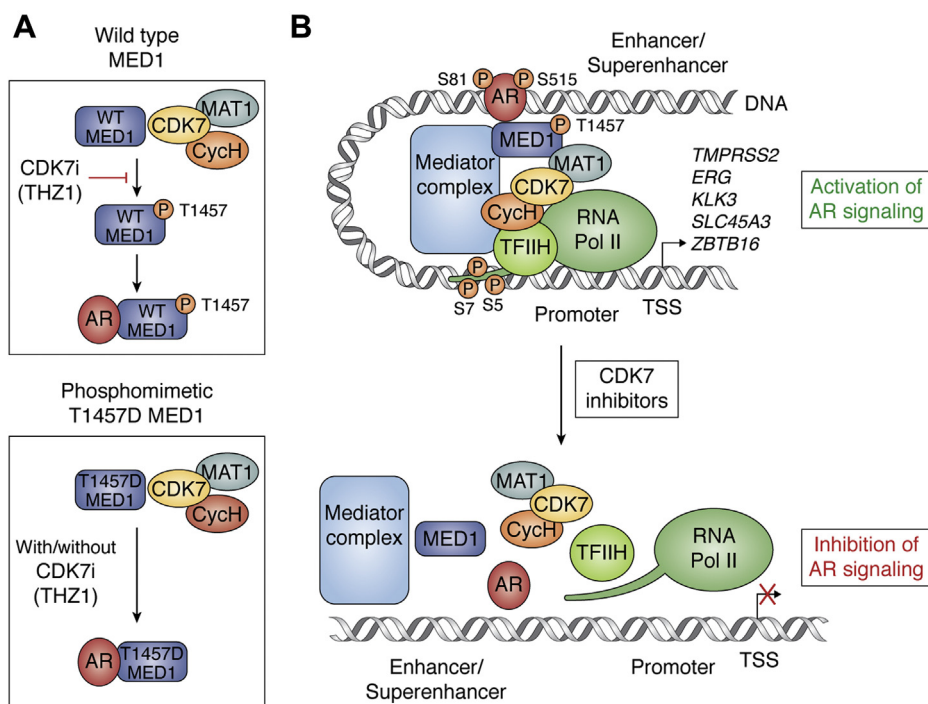 A
Wild type
MED1
WT
MED1
CDK7
MAT1
CycH
CDK7i
(THZ1)
WT
MED1
P
T1457
AR
WT
MED1
P
T1457
Phosphomimetic
T1457D MED1
T1457D
MED1
CDK7
MAT1
CycH
With/without
CDK7i
(THZ1)
AR
T1457D
MED1
B
Enhancer/
Superenhancer
S81
P
P
S515
AR
DNA
MED1
P
T1457
Mediator
complex
MAT1
CDK7
CycH
TFIIH
RNA
Pol II
TMPRSS2
ERG
KLK3
SLC45A3
ZBTB16
Activation of
AR signaling
P
P
P
S7
S5
Promoter
TSS
CDK7
inhibitors
Mediator
complex
MED1
MAT1
CDK7
CycH
AR
TFIIH
RNA
Pol II
Inhibition of
AR signaling
Enhancer/
Superenhancer
Promoter
TSS